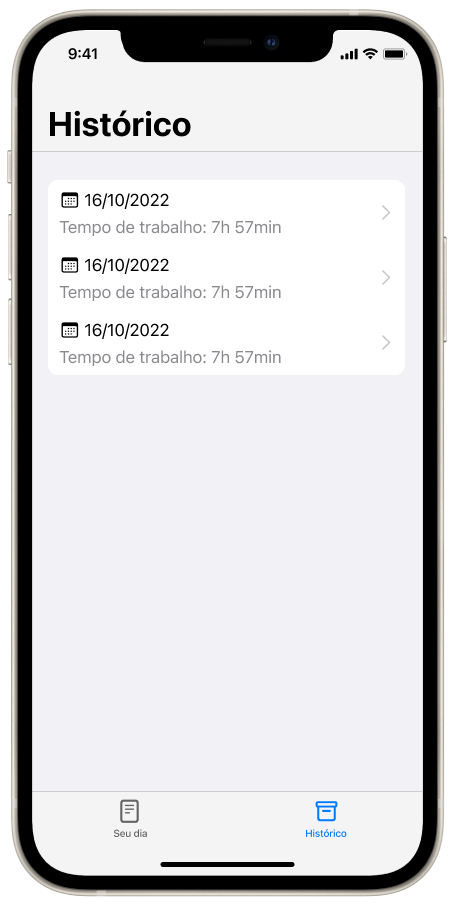 9:41
Histórico
16/10/2022
Tempo de trabalho: 7h 57min
16/10/2022
Tempo de trabalho: 7h 57min
16/10/2022
Tempo de trabalho: 7h 57min
Seu dia
Histórico